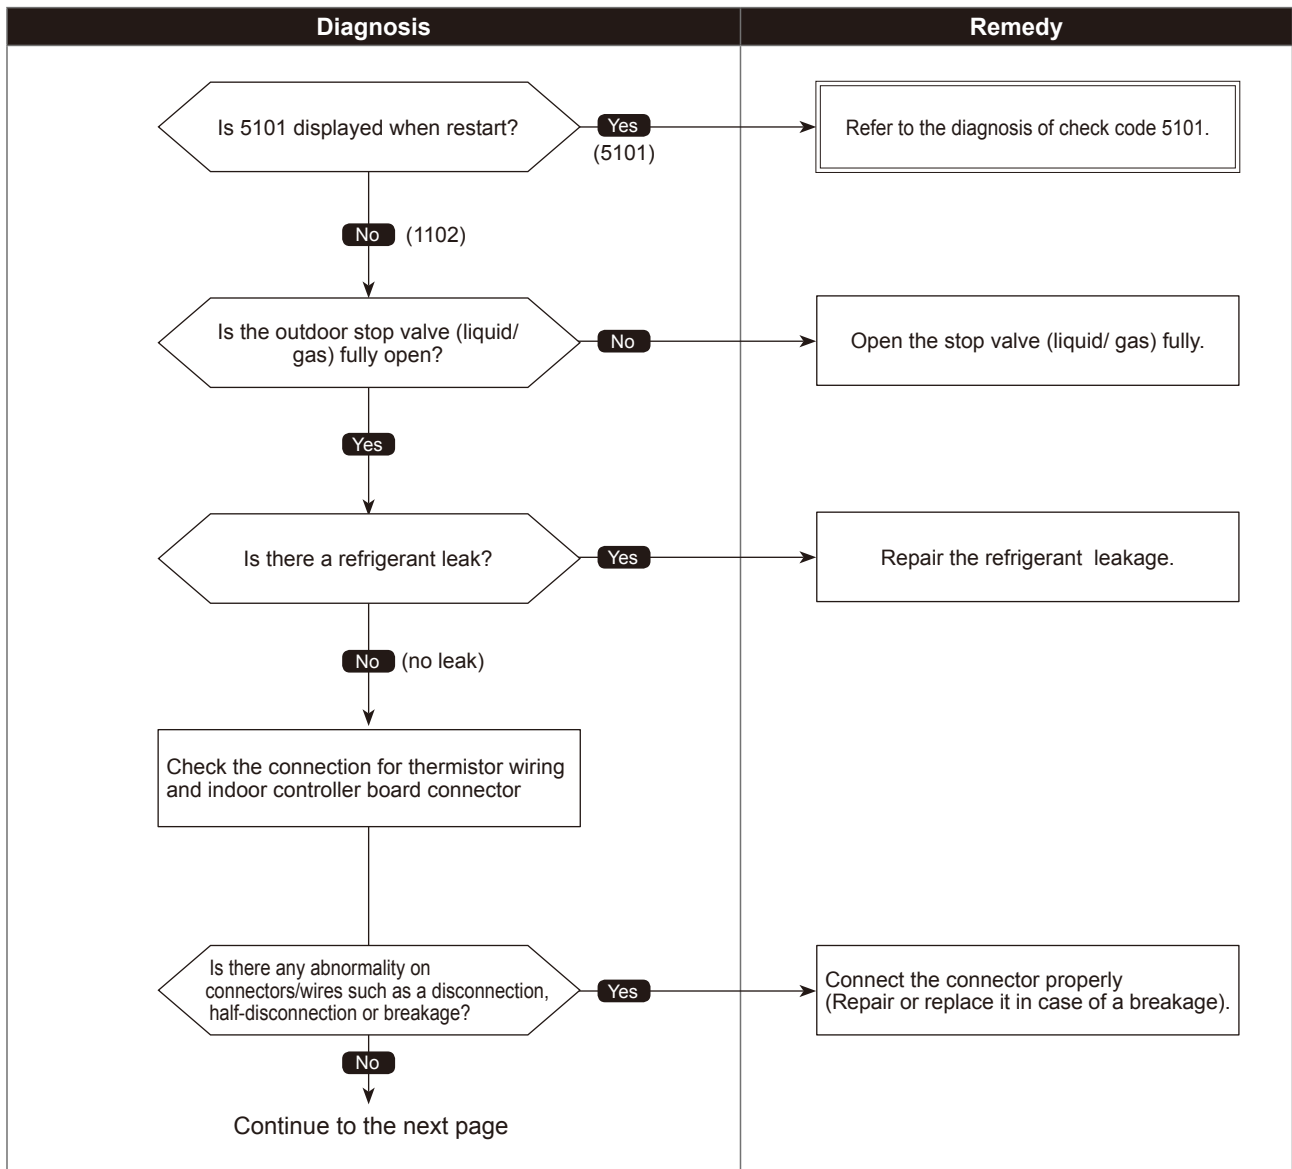 Diagnosis
Remedy
Is 5101 displayed when restart?
Yes
(5101)
Refer to the diagnosis of check code 5101.
No (1102)
Is the outdoor stop valve (liquid/
gas) fully open?
No
Open the stop valve (liquid/ gas) fully.
Yes
Is there a refrigerant leak?
Yes
Repair the refrigerant leakage.
No (no leak)
Check the connection for thermistor wiring
and indoor controller board connector
Is there any abnormality on
connectors/wires such as a disconnection,
half-disconnection or breakage?
Yes
Connect the connector properly
(Repair or replace it in case of a breakage).
No
Continue to the next page